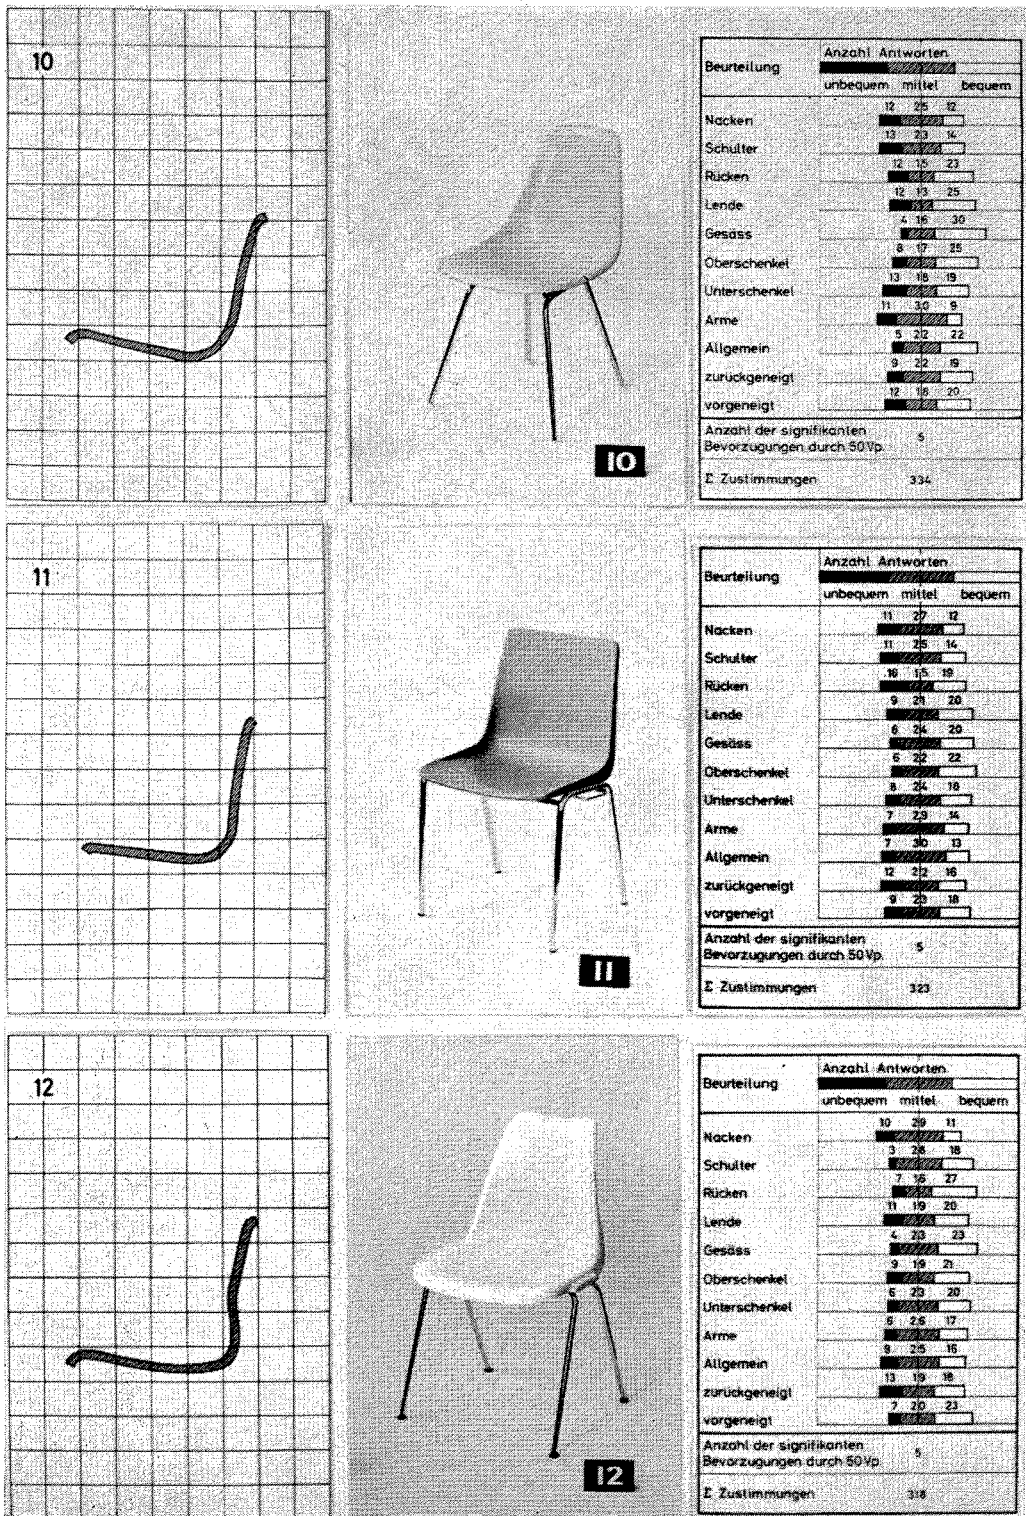 10
Beurteilung
Anzahl Antworten
unbequem mittel bequem
12 25 12
Nacken
13 23 14
Schulter
12 15 23
Rücken
12 13 25
Lende
4 16 30
Gesäss
8 17 25
Oberschenkel
13 18 19
Unterschenkel
11 30 9
Arme
5 22 22
Allgemein
9 22 19
zurückgeneigt
12 18 20
vorgeneigt
Anzahl der signifikanten
Bevorzugungen durch 50 Vp. 5
Σ Zustimmungen 334
10
11
Beurteilung
Anzahl Antworten
unbequem mittel bequem
11 27 12
Nacken
11 25 14
Schulter
15 19
Rücken
9 21 20
Lende
6 24 20
Gesäss
6 22 22
Oberschenkel
8 24 18
Unterschenkel
7 29 14
Arme
7 30 13
Allgemein
12 22 16
zurückgeneigt
9 23 18
vorgeneigt
Anzahl der signifikanten
Bevorzugungen durch 50 Vp. 5
Σ Zustimmungen 323
11
12
Beurteilung
Anzahl Antworten
unbequem mittel bequem
10 29 11
Nacken
3 28 18
Schulter
7 16 27
Rücken
11 19 20
Lende
4 23 23
Gesäss
9 19 21
Oberschenkel
6 23 20
Unterschenkel
6 26 17
Arme
25 16
Allgemein
13 19 18
zurückgeneigt
7 20 23
vorgeneigt
Anzahl der signifikanten
Bevorzugungen durch 50 Vp. 5
Σ Zustimmungen 318
12